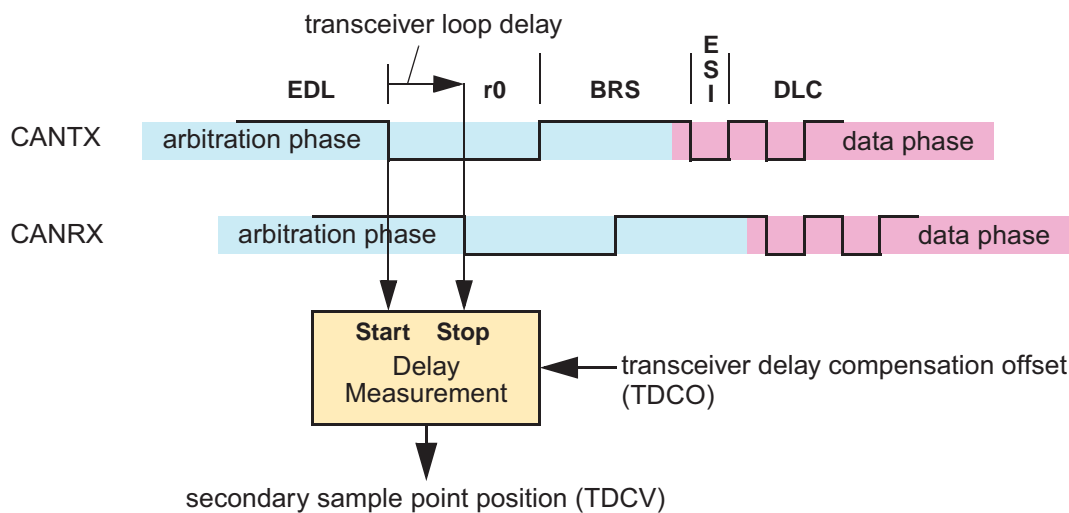 transceiver loop delay
E
S
I
EDL r0 BRS DLC
CANTX arbitration phase data phase
CANRX arbitration phase data phase
Start Stop
Delay
Measurement
transceiver delay compensation offset
(TDCO)
secondary sample point position (TDCV)